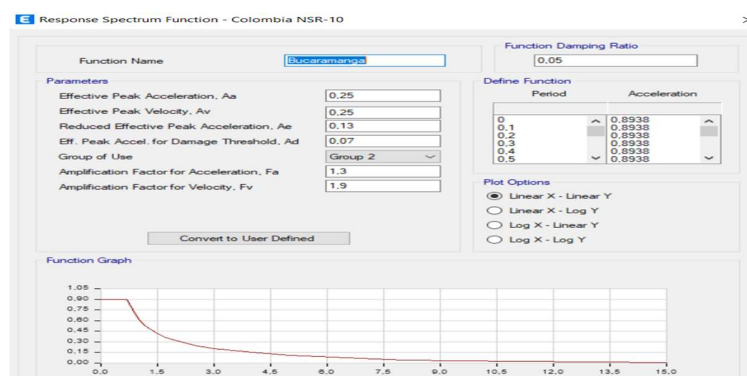 Response Spectrum Function - Colombia NSR-10
Function Name
Bucaramanga
Function Damping Ratio
0,05
Parameters
Effective Peak Acceleration, Aa
0,25
Effective Peak Velocity, Av
0,25
Reduced Effective Peak Acceleration, Ae
0,13
Eff. Peak Accel. for Damage Threshold, Ad
0,07
Group of Use
Group 2
Amplification Factor for Acceleration, Fa
1,3
Amplification Factor for Velocity, Fv
1,9
Convert to User Defined
Define Function
Period Acceleration
0 0,8938
0,1 0,8938
0,2 0,8938
0,3 0,8938
0,4 0,8938
0,5 0,8938
Plot Options
Linear X - Linear Y
Linear X - Log Y
Log X - Linear Y
Log X - Log Y
Function Graph
1,05
0,90
0,75
0,60
0,45
0,30
0,15
0,00
0,0 1,5 3,0 4,5 6,0 7,5 9,0 10,5 12,0 13,5 15,0